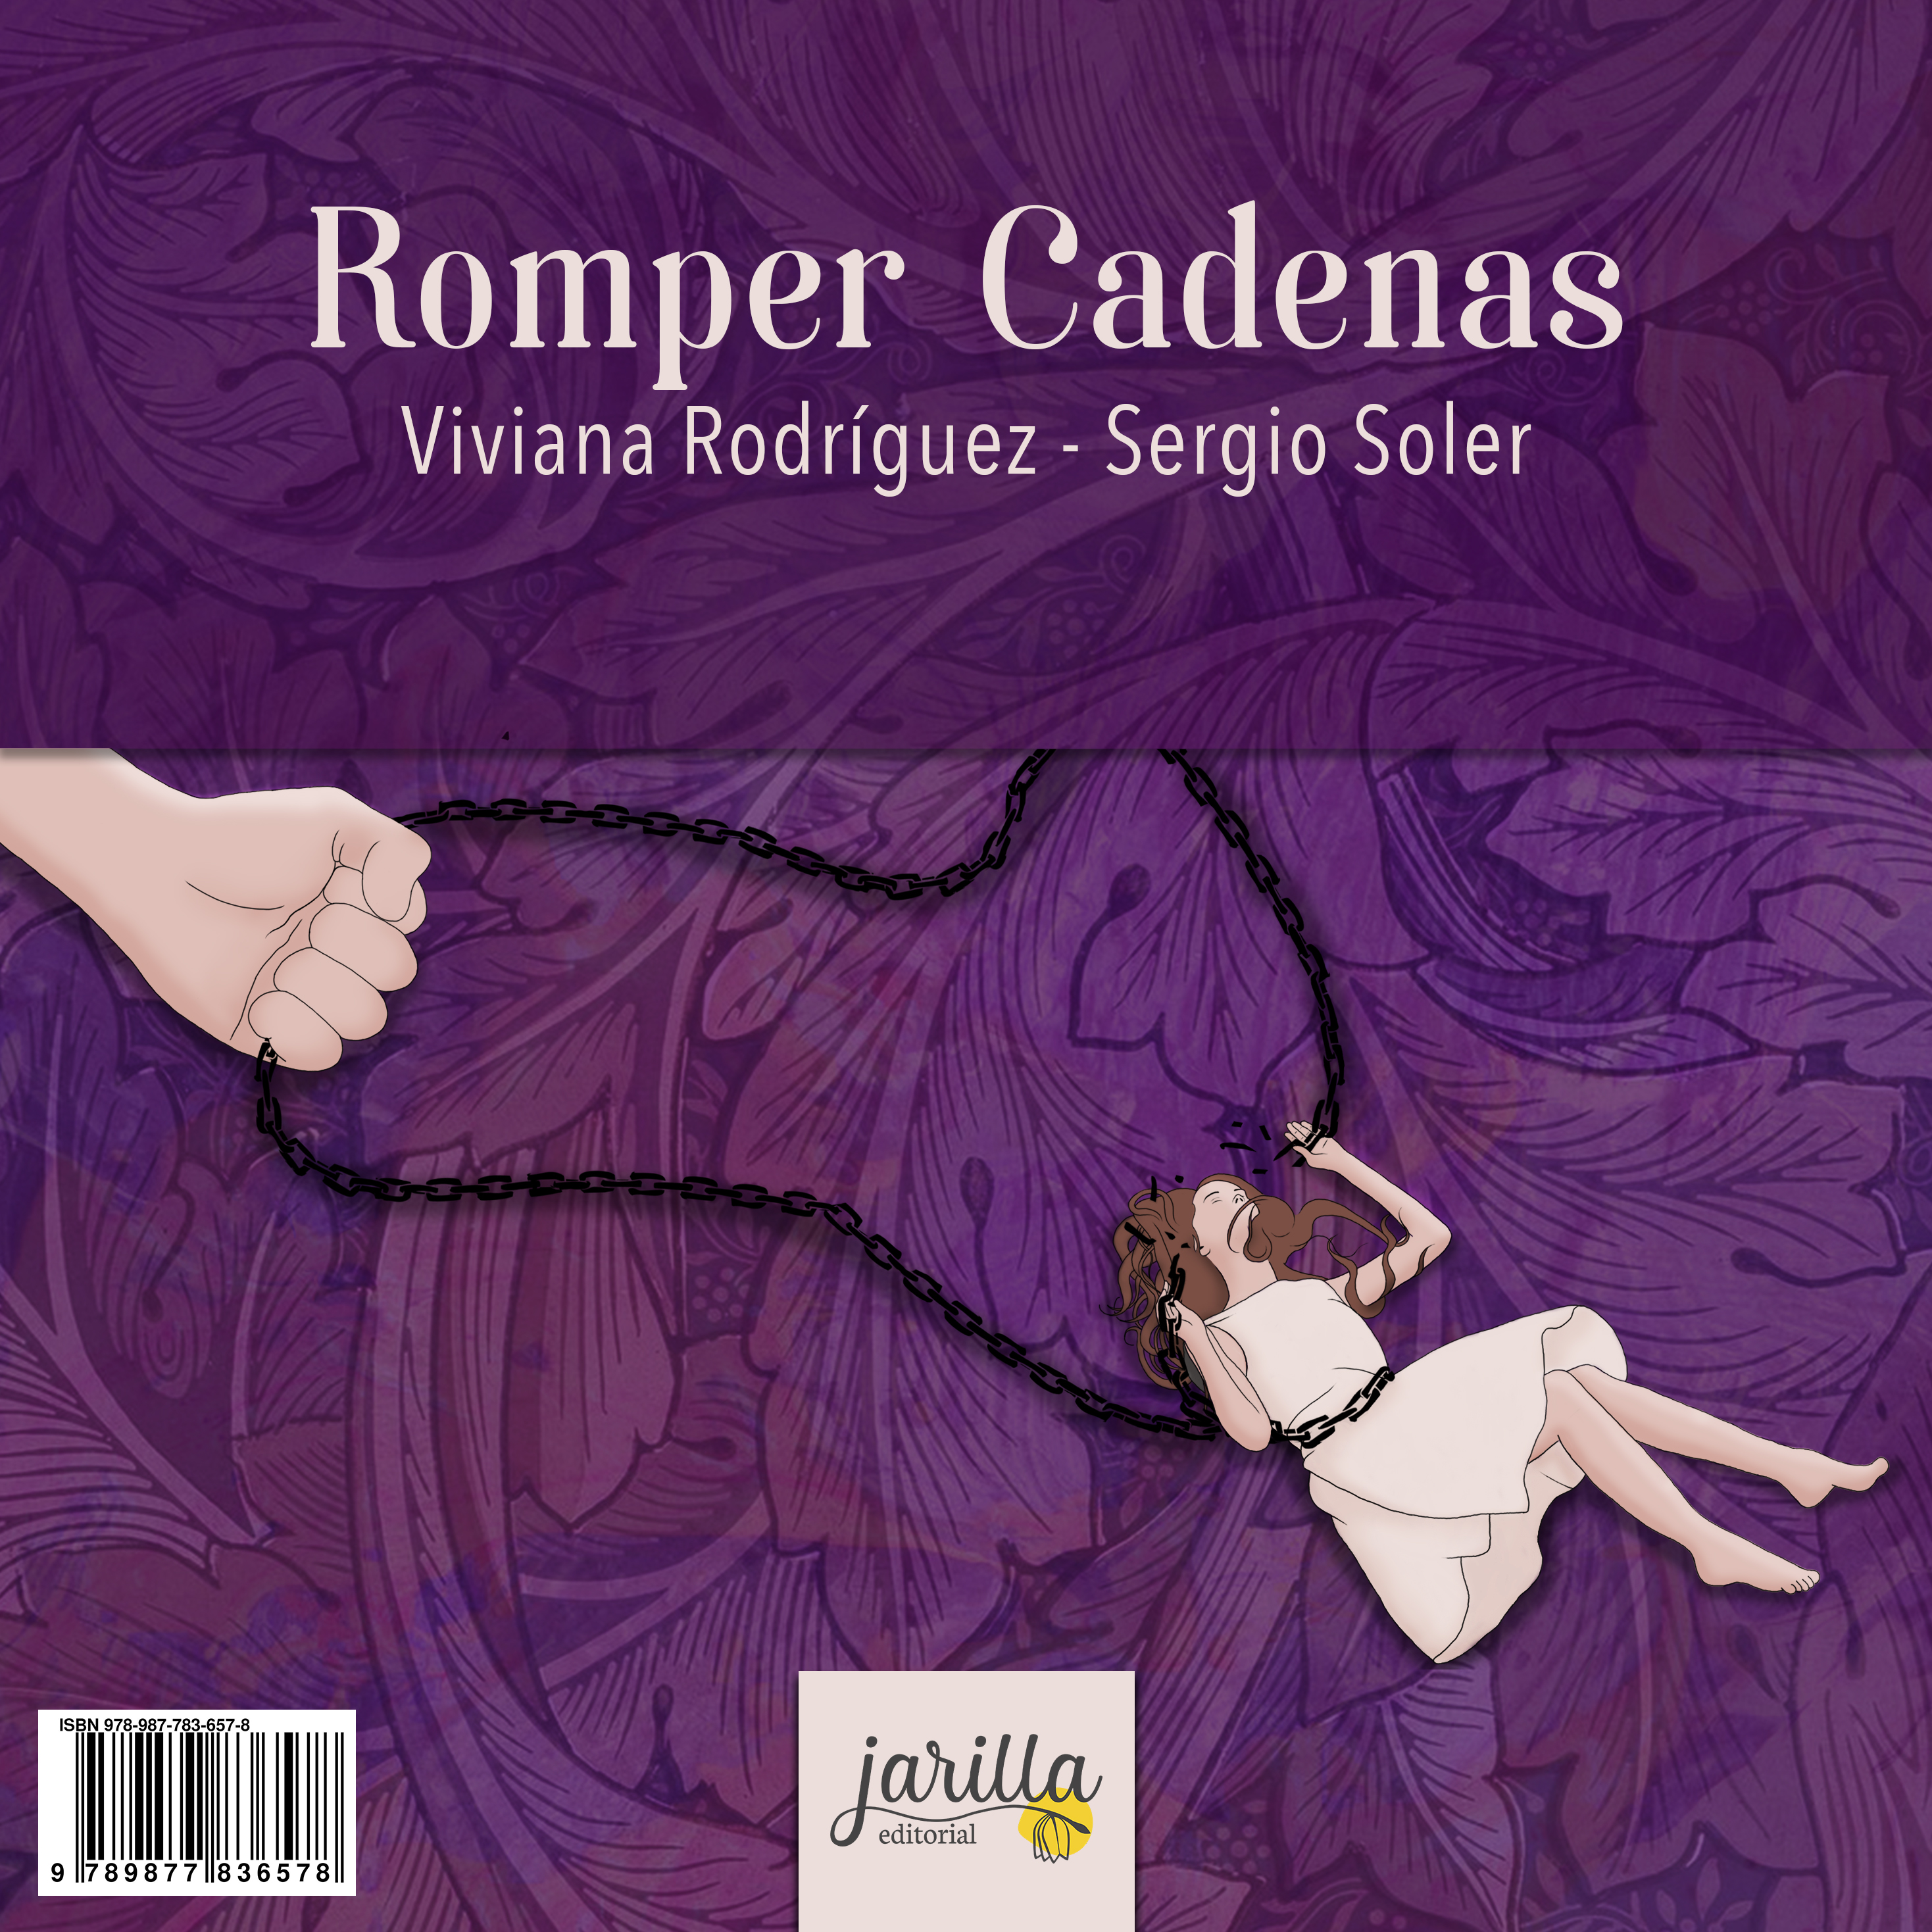 Romper Cadenas
Viviana Rodríguez - Sergio Soler
ISBN 978-987-783-657-8
9 789877 836578
jarilla
editorial